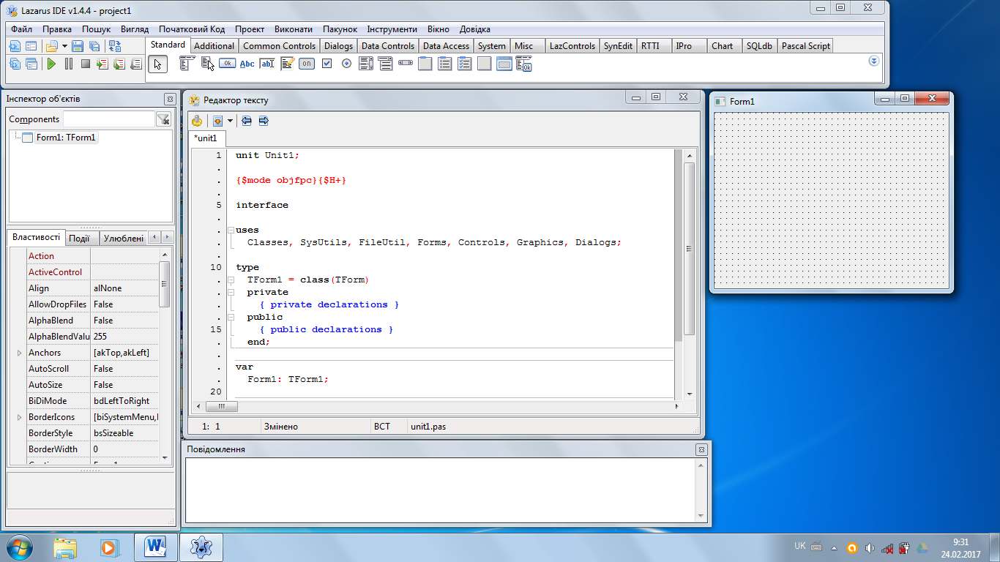 Lazarus IDE v1.4.4 - project1
Файл Правка Пошук Вигляд Початковий Код Проект Виконати Пакунок Інструменти Вікно Довідка
Standard Additional Common Controls Dialogs Data Controls Data Access System Misc LazControls SynEdit RTTI IPro Chart SQLdb Pascal Script
Ok Abc abI on Ok
Інспектор об'єктів
Components
Form1: TForm1
Властивості Події Улюблені
Action
ActiveControl
Align alNone
AllowDropFiles False
AlphaBlend False
AlphaBlendValu 255
Anchors [akTop,akLeft]
AutoScroll False
AutoSize False
BiDiMode bdLeftToRight
BorderIcons [biSystemMenu,
BorderStyle bsSizeable
BorderWidth 0
Редактор тексту
*unit1
1 unit Unit1;
.
. {$mode objfpc}{$H+}
.
5 interface
.
. uses
. Classes, SysUtils, FileUtil, Forms, Controls, Graphics, Dialogs;
.
10 type
. TForm1 = class(TForm)
. private
. { private declarations }
. public
15 { public declarations }
. end;
.
. var
. Form1: TForm1;
20
1: 1 Змінено ВСТ unit1.pas
Повідомлення
Form1
UK
9:31
24.02.2017